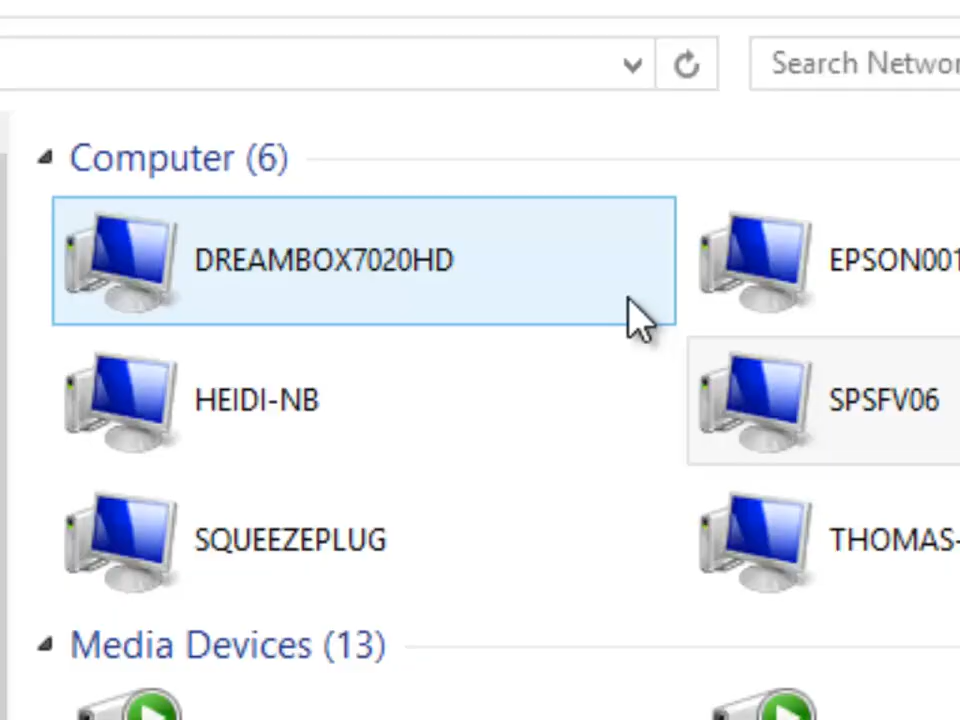 Search Networ
Computer (6)
DREAMBOX7020HD
EPSON001
HEIDI-NB
SPSFV06
SQUEEZEPLUG
THOMAS-
Media Devices (13)